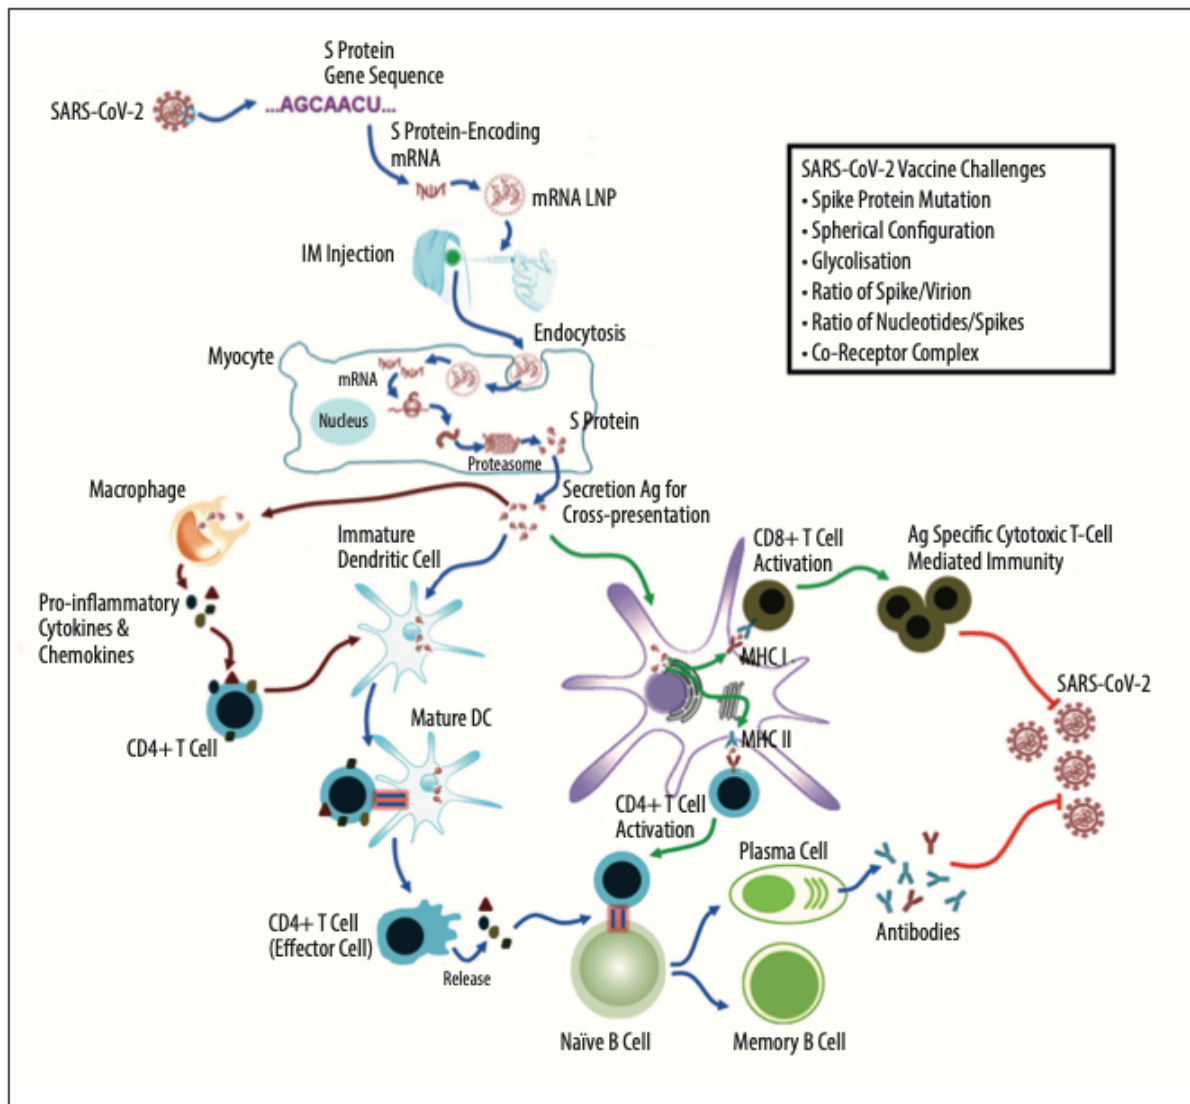 S Protein
Gene Sequence
SARS-CoV-2
...AGCAACU...
S Protein-Encoding
mRNA
mRNA LNP
IM Injection
SARS-CoV-2 Vaccine Challenges
• Spike Protein Mutation
• Spherical Configuration
• Glycolisation
• Ratio of Spike/Virion
• Ratio of Nucleotides/Spikes
• Co-Receptor Complex
Endocytosis
Myocyte
mRNA
Nucleus
S Protein
Proteasome
Secretion Ag for
Cross-presentation
Macrophage
Immature
Dendritic Cell
CD8+ T Cell
Activation
Ag Specific Cytotoxic T-Cell
Mediated Immunity
Pro-inflammatory
Cytokines &
Chemokines
MHC I
SARS-CoV-2
CD4+ T Cell
Mature DC
MHC II
CD4+ T Cell
Activation
Plasma Cell
Antibodies
CD4+ T Cell
(Effector Cell)
Release
Naïve B Cell
Memory B Cell